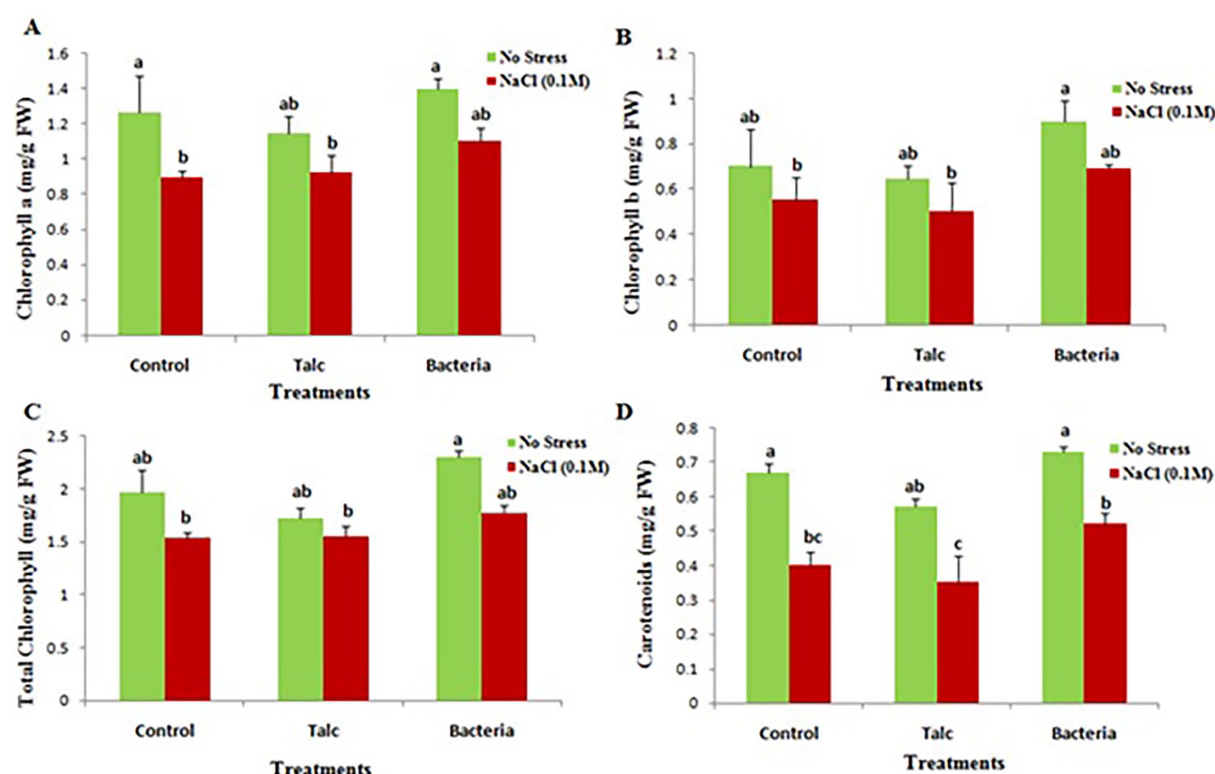 A
Chlorophyll a (mg/g FW)
1.6
1.4
1.2
1
0.8
0.6
0.4
0.2
0
a
b
ab
b
a
ab
No Stress
NaCl (0.1M)
Control Talc Bacteria
Treatments
B
Chlorophyll b (mg/g FW)
1.2
1
0.8
0.6
0.4
0.2
0
ab
b
ab
b
a
ab
No Stress
NaCl (0.1M)
Control Talc Bacteria
Treatments
C
Total Chlorophyll (mg/g FW)
2.5
2
1.5
1
0.5
0
ab
b
ab
b
a
ab
No Stress
NaCl (0.1M)
Control Talc Bacteria
Treatments
D
Carotenoids (mg/g FW)
0.8
0.7
0.6
0.5
0.4
0.3
0.2
0.1
0
a
bc
ab
c
a
b
No Stress
NaCl (0.1M)
Control Talc Bacteria
Treatments